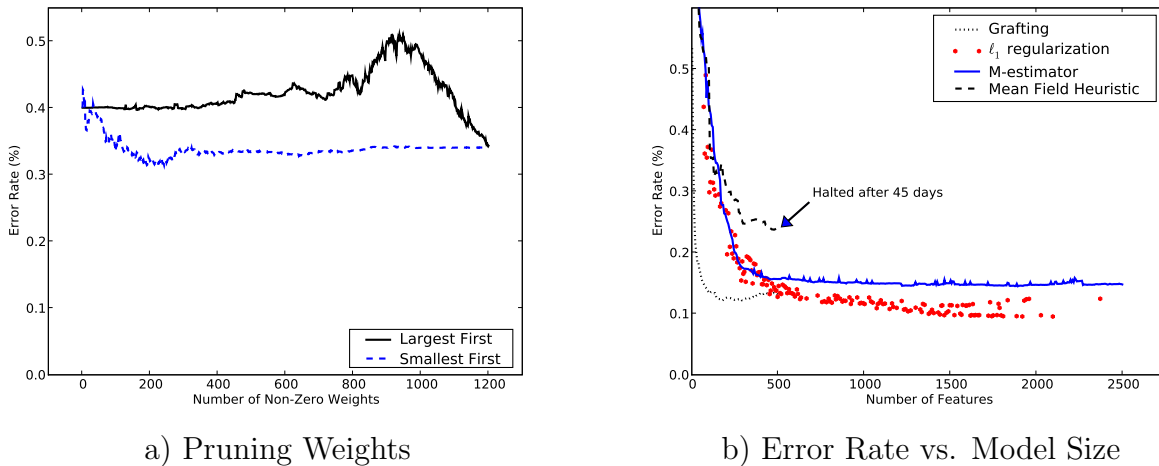 0.5
0.4
0.3
0.2
0.1
0.0
Error Rate (%)
0 200 400 600 800 1000 1200
Number of Non-Zero Weights
Largest First
Smallest First
a) Pruning Weights
0.5
0.4
0.3
0.2
0.1
0.0
Error Rate (%)
0 500 1000 1500 2000 2500
Number of Features
Grafting
ℓ₁ regularization
M-estimator
Mean Field Heuristic
Halted after 45 days
b) Error Rate vs. Model Size